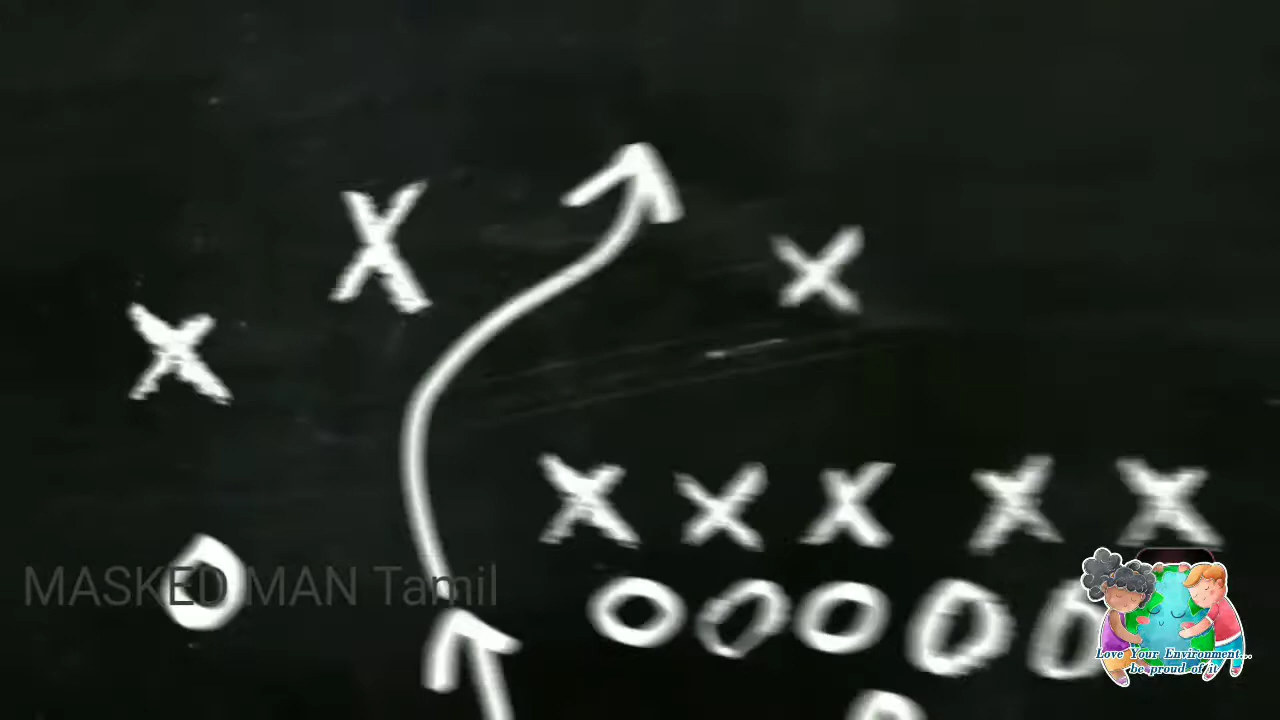 X
X
X
X X X X X
MASKED MAN Tamil
O O O O O O
Love Your Environment...
be proud of it
O